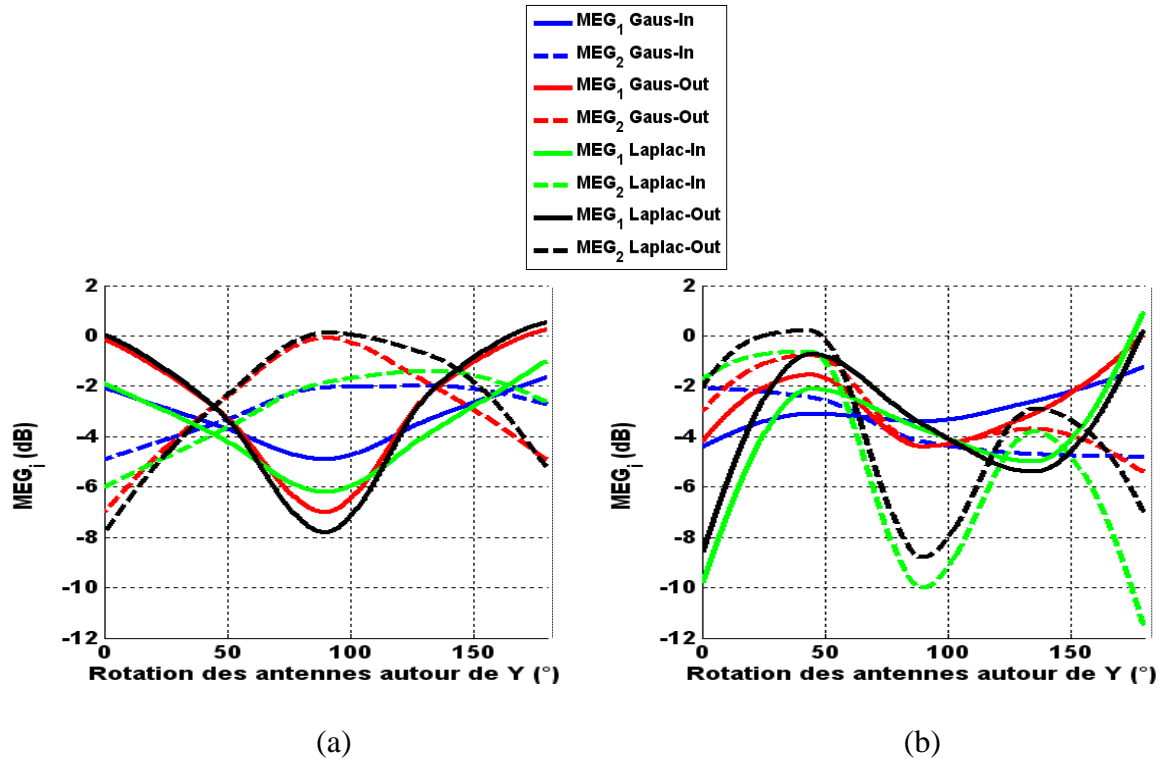 MEG1 Gaus-In
MEG2 Gaus-In
MEG1 Gaus-Out
MEG2 Gaus-Out
MEG1 Laplac-In
MEG2 Laplac-In
MEG1 Laplac-Out
MEG2 Laplac-Out
2
0
-2
-4
-6
-8
-10
-12
MEGi (dB)
0 50 100 150
Rotation des antennes autour de Y (°)
(a)
2
0
-2
-4
-6
-8
-10
-12
MEGi (dB)
0 50 100 150
Rotation des antennes autour de Y (°)
(b)